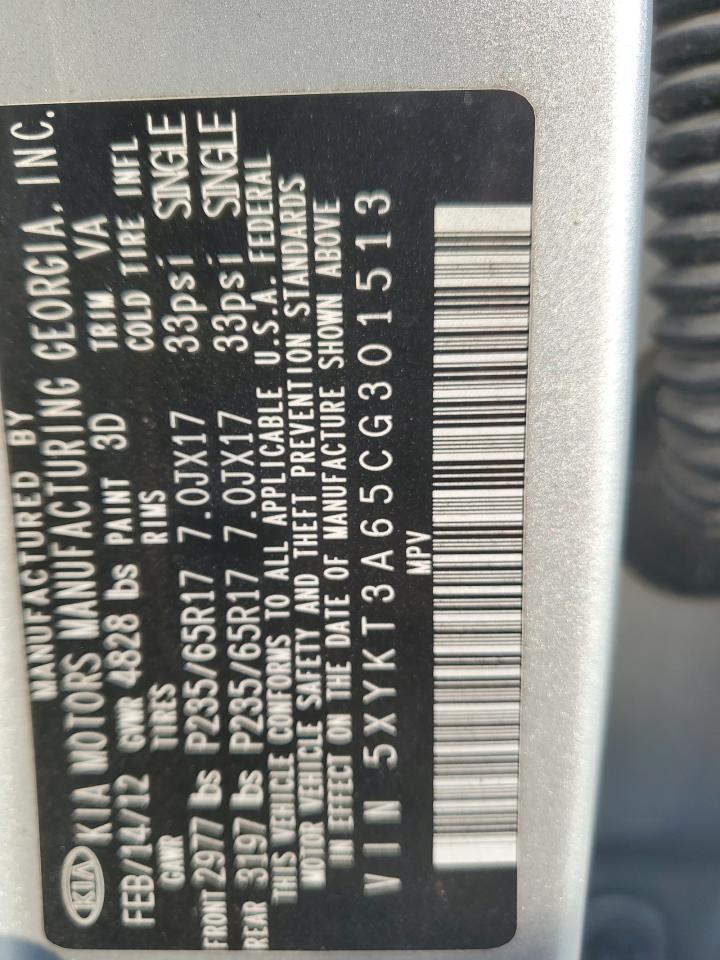 MANUFACTURED BY
KIA KIA MOTORS MANUFACTURING GEORGIA, INC.
FEB/14/12 GVWR 4828 lbs PAINT 3D TRIM VA
GAWR TIRES RIMS COLD TIRE INFL
FRONT 2977 lbs P235/65R17 7.0JX17 33psi SINGLE
REAR 3197 lbs P235/65R17 7.0JX17 33psi SINGLE
THIS VEHICLE CONFORMS TO ALL APPLICABLE U.S.A. FEDERAL
MOTOR VEHICLE SAFETY AND THEFT PREVENTION STANDARDS
IN EFFECT ON THE DATE OF MANUFACTURE SHOWN ABOVE
VIN 5XYKT3A65CG301513
MPV